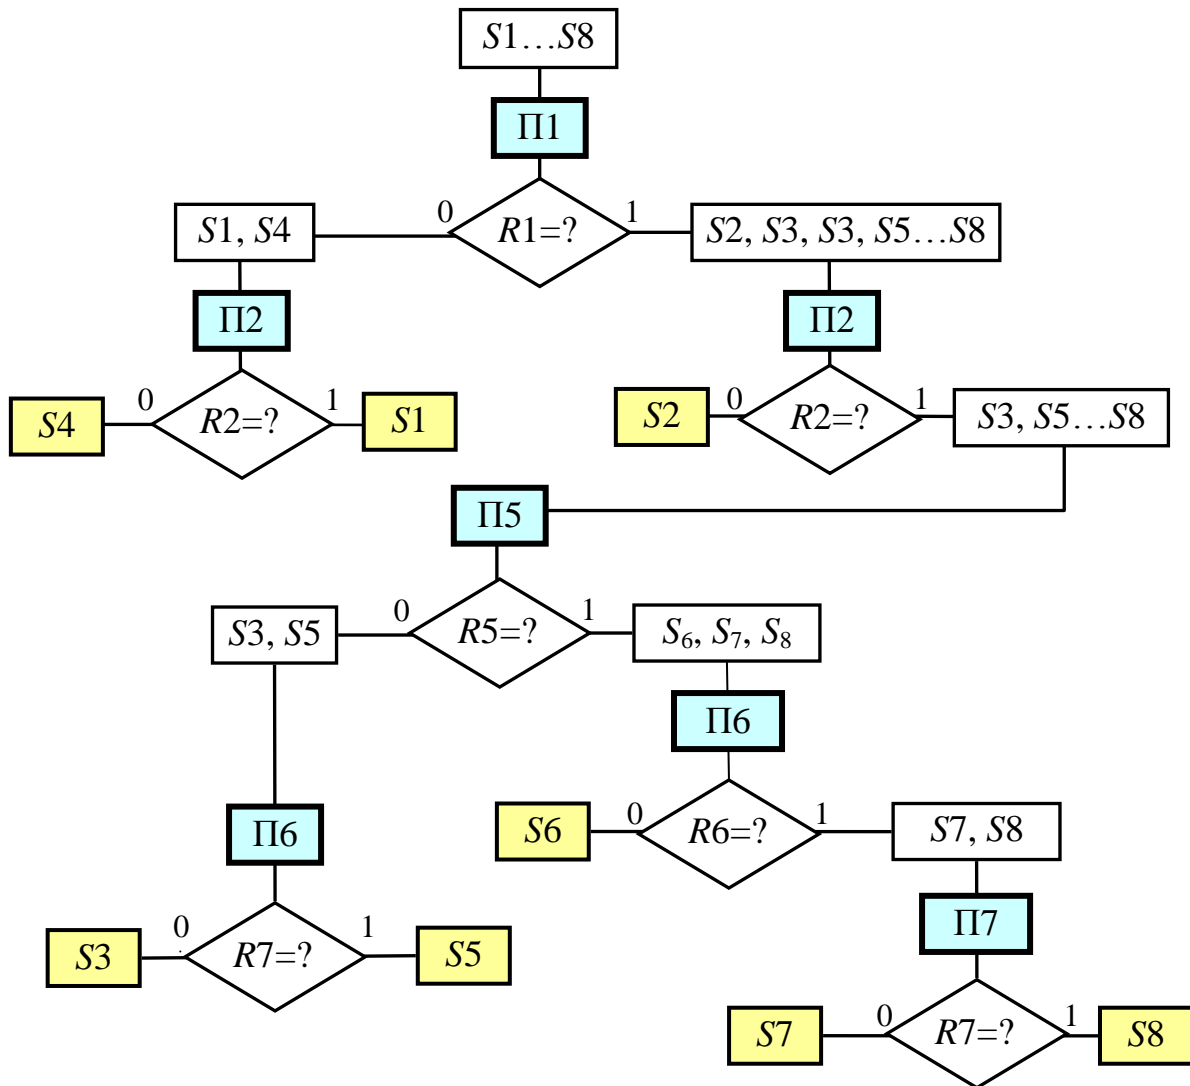 S1…S8
П1
0
R1=?
1
S1, S4
S2, S3, S3, S5…S8
П2
П2
S4
0
R2=?
1
S1
S2
0
R2=?
1
S3, S5…S8
П5
S3, S5
0
R5=?
1
S₆, S₇, S₈
П6
S6
0
R6=?
1
S7, S8
П6
S3
0
R7=?
1
S5
П7
S7
0
R7=?
1
S8